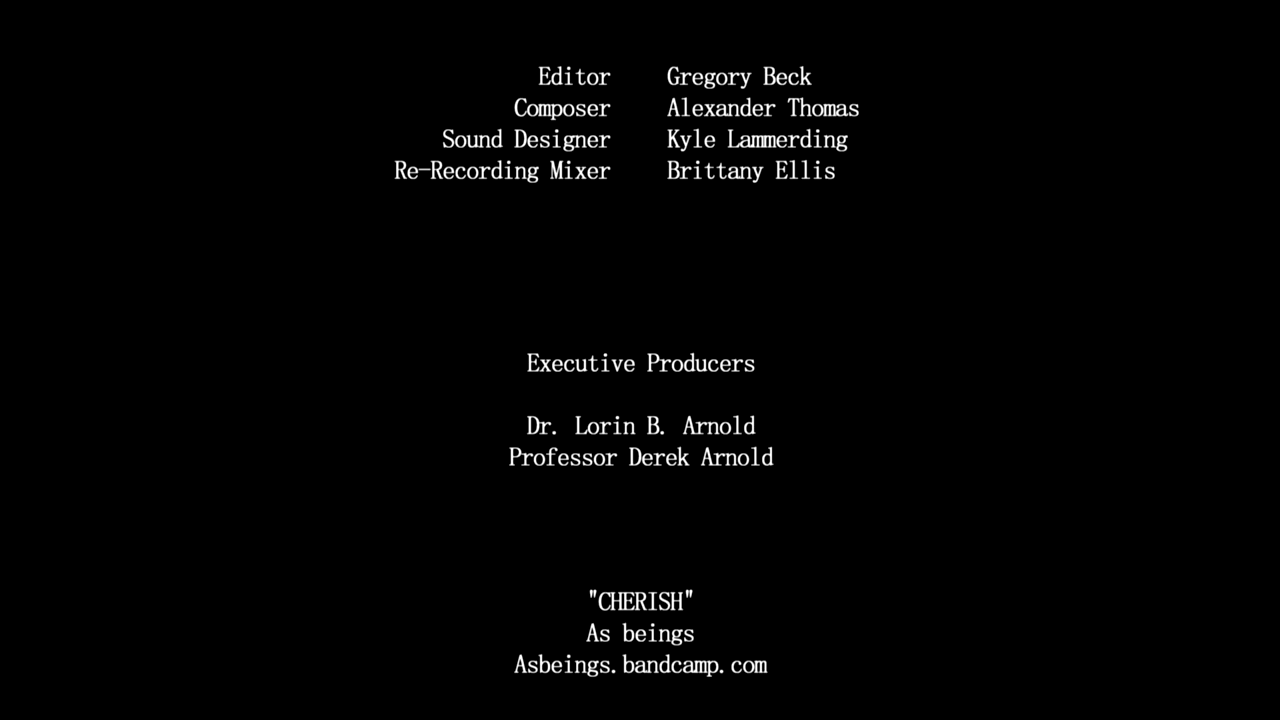 Editor Gregory Beck
Composer Alexander Thomas
Sound Designer Kyle Lammerding
Re-Recording Mixer Brittany Ellis
Executive Producers
Dr. Lorin B. Arnold
Professor Derek Arnold
"CHERISH"
As beings
Asbeings.bandcamp.com